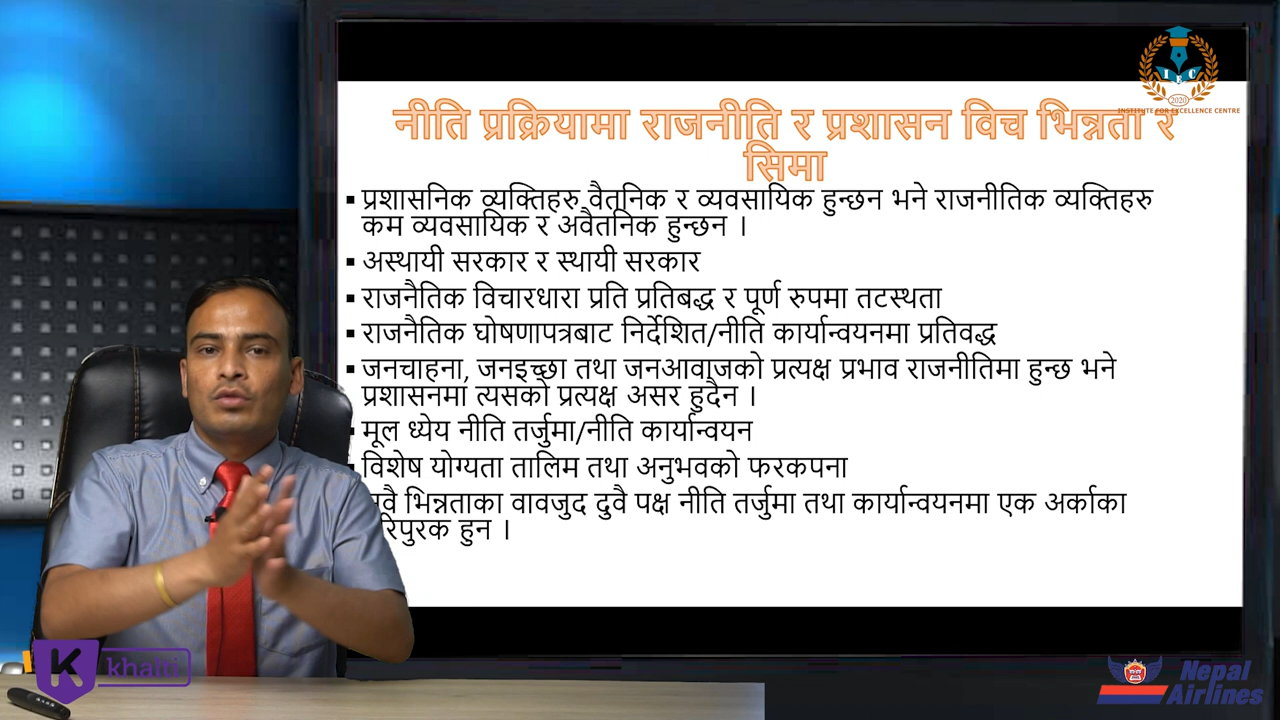 I E C
2020
INSTITUTE FOR EXCELLENCE CENTRE
नीति प्रक्रियामा राजनीति र प्रशासन विच भिन्नता र
सिमा
▪ प्रशासनिक व्यक्तिहरु वैतनिक र व्यवसायिक हुन्छन भने राजनीतिक व्यक्तिहरु
कम व्यवसायिक र अवैतनिक हुन्छन ।
▪ अस्थायी सरकार र स्थायी सरकार
▪ राजनैतिक विचारधारा प्रति प्रतिबद्ध र पूर्ण रुपमा तटस्थता
▪ राजनैतिक घोषणापत्रबाट निर्देशित/नीति कार्यान्वयनमा प्रतिवद्ध
▪ जनचाहना, जनइच्छा तथा जनआवाजको प्रत्यक्ष प्रभाव राजनीतिमा हुन्छ भने
प्रशासनमा त्यसको प्रत्यक्ष असर हुदैन ।
▪ मूल ध्येय नीति तर्जुमा/नीति कार्यान्वयन
विशेष योग्यता तालिम तथा अनुभवको फरकपना
भिन्नताका वावजुद दुवै पक्ष नीति तर्जुमा तथा कार्यान्वयनमा एक अर्काका
हुन ।
K khalti
Nepal
Airlines